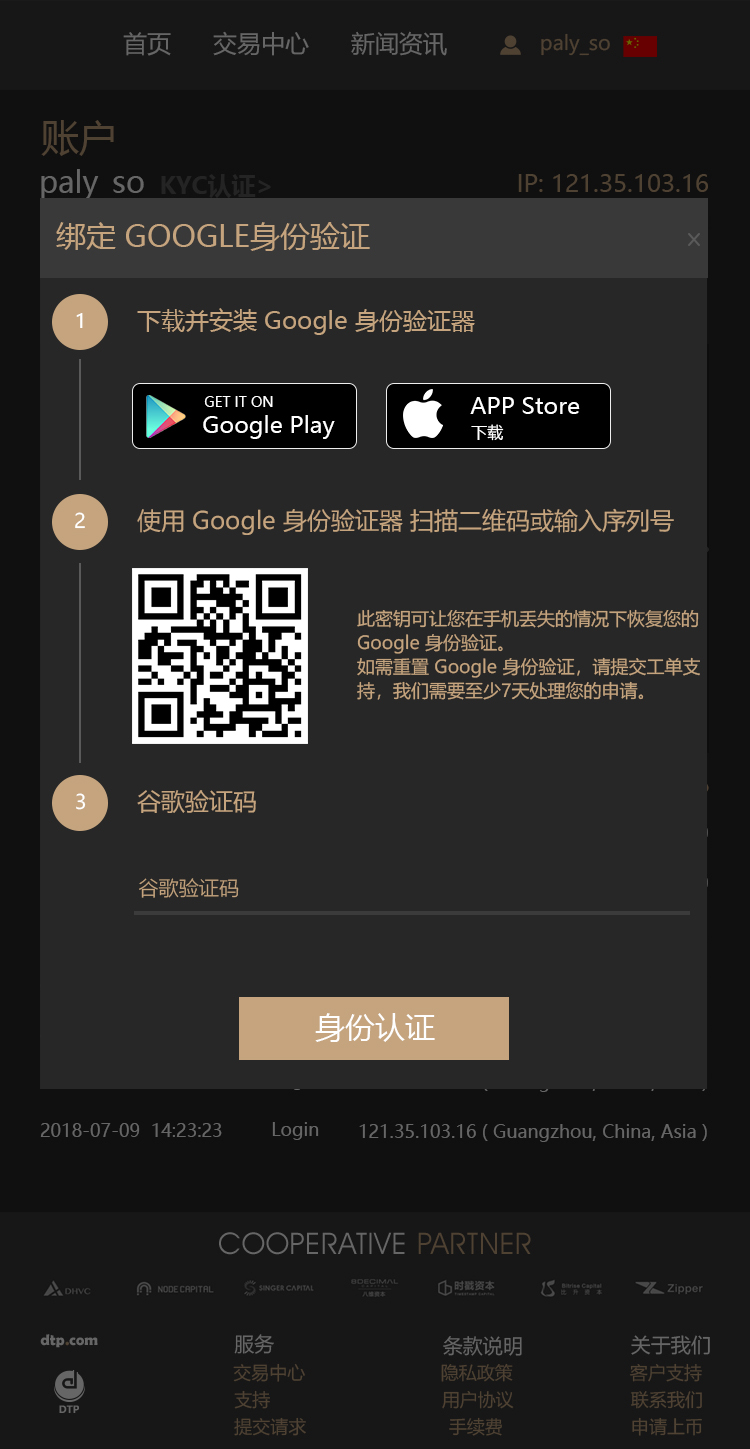 首页 交易中心 新闻资讯 paly_so
账户
paly_so KYC认证> IP: 121.35.103.16
绑定 GOOGLE身份验证 x
1 下载并安装 Google 身份验证器
GET IT ON
Google Play
APP Store
下载
2 使用 Google 身份验证器 扫描二维码或输入序列号
此密钥可让您在手机丢失的情况下恢复您的
Google 身份验证。
如需重置 Google 身份验证，请提交工单支
持，我们需要至少7天处理您的申请。
3 谷歌验证码
谷歌验证码
身份认证
2018-07-09 14:23:23 Login 121.35.103.16 ( Guangzhou, China, Asia )
COOPERATIVE PARTNER
DHVC NODE CAPITAL SINGER CAPITAL 8DECIMAL CAPITAL 八维资本 时戳资本 Bitrise Capital Zipper
dtp.com
DTP
服务
交易中心
支持
提交请求
条款说明
隐私政策
用户协议
手续费
关于我们
客户支持
联系我们
申请上币